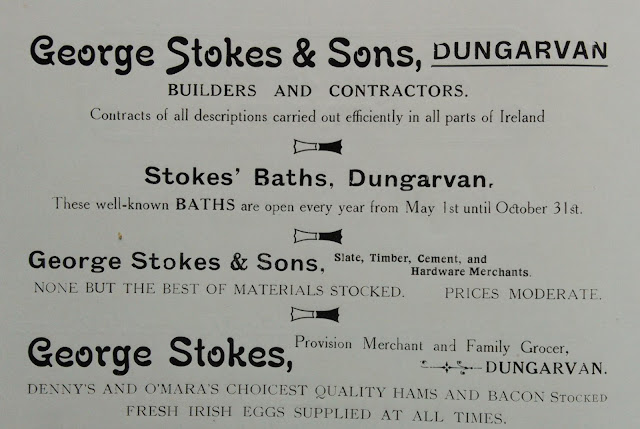 George Stokes & Sons, DUNGARVAN
BUILDERS AND CONTRACTORS.
Contracts of all descriptions carried out efficiently in all parts of Ireland
Stokes' Baths, Dungarvan,
These well-known BATHS are open every year from May 1st until October 31st.
George Stokes & Sons, Slate, Timber, Cement, and
Hardware Merchants.
NONE BUT THE BEST OF MATERIALS STOCKED. PRICES MODERATE.
George Stokes, Provision Merchant and Family Grocer,
DUNGARVAN.
DENNY'S AND O'MARA'S CHOICEST QUALITY HAMS AND BACON STOCKED
FRESH IRISH EGGS SUPPLIED AT ALL TIMES.